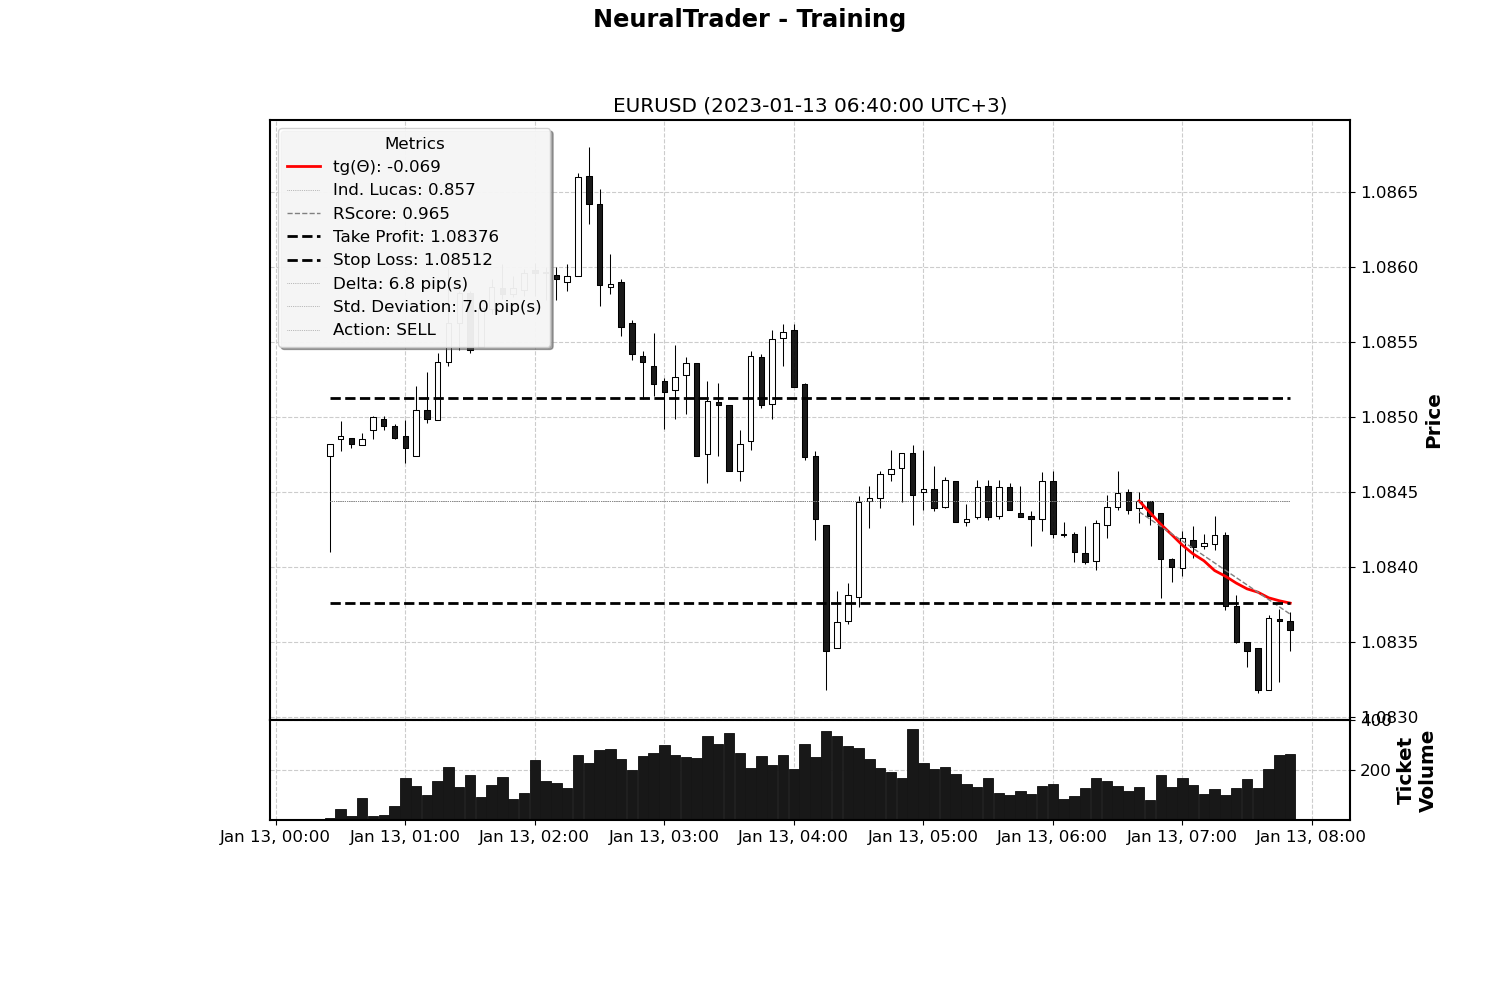 NeuralTrader - Training
EURUSD (2023-01-13 06:40:00 UTC+3)
Metrics
tg(Θ): -0.069
Ind. Lucas: 0.857
RScore: 0.965
Take Profit: 1.08376
Stop Loss: 1.08512
Delta: 6.8 pip(s)
Std. Deviation: 7.0 pip(s)
Action: SELL
1.0865
1.0860
1.0855
1.0850
1.0845
1.0840
1.0835
1.0830
Price
400
200
Ticket
Volume
Jan 13, 00:00
Jan 13, 01:00
Jan 13, 02:00
Jan 13, 03:00
Jan 13, 04:00
Jan 13, 05:00
Jan 13, 06:00
Jan 13, 07:00
Jan 13, 08:00